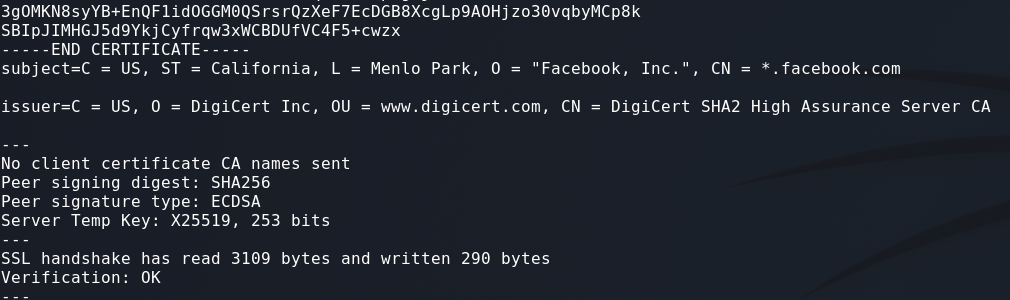 3gOMKN8syYB+EnQF1idOGGM0QSrsrQzXeF7EcDGB8XcgLp9AOHjzo30vqbyMCp8k
SBIpJIMHGJ5d9YkjCyfrqw3xWCBDUfVC4F5+cwzx
-----END CERTIFICATE-----
subject=C = US, ST = California, L = Menlo Park, O = "Facebook, Inc.", CN = *.facebook.com
issuer=C = US, O = DigiCert Inc, OU = www.digicert.com, CN = DigiCert SHA2 High Assurance Server CA
---
No client certificate CA names sent
Peer signing digest: SHA256
Peer signature type: ECDSA
Server Temp Key: X25519, 253 bits
---
SSL handshake has read 3109 bytes and written 290 bytes
Verification: OK
---